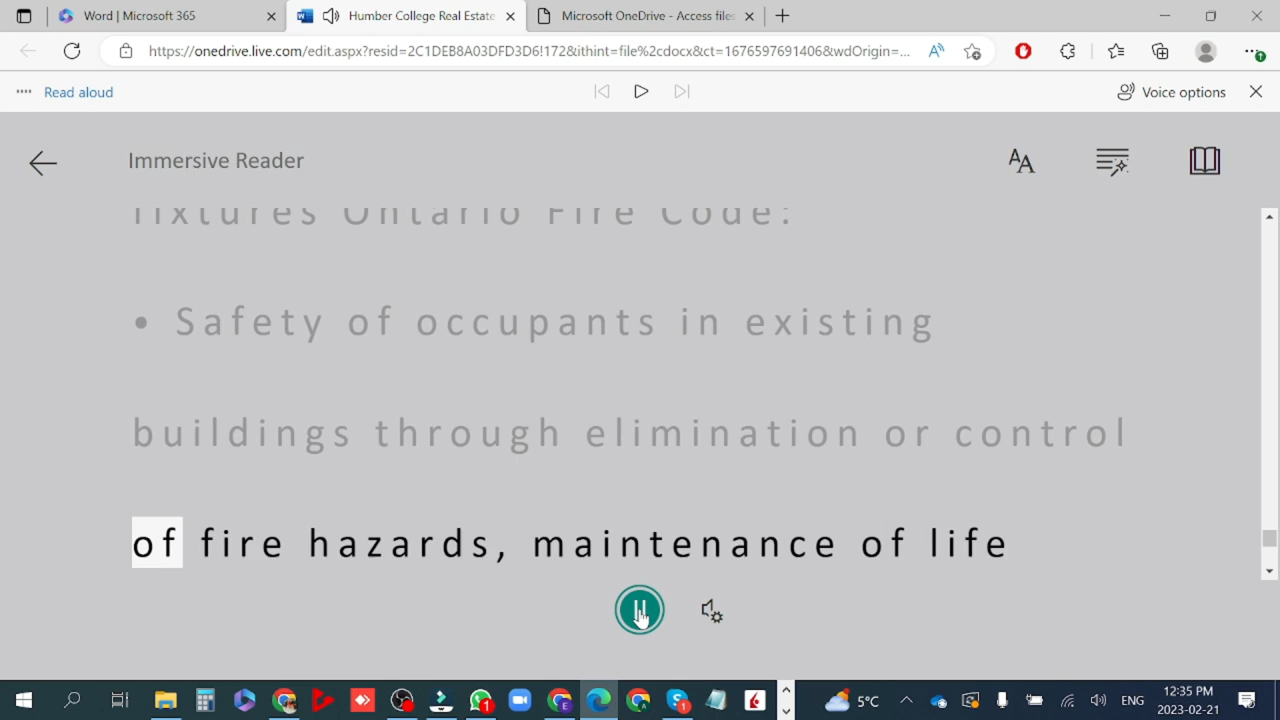 Word | Microsoft 365
Humber College Real Estate
Microsoft OneDrive - Access files
https://onedrive.live.com/edit.aspx?resid=2C1DEB8A03DFD3D6!172&ithint=file%2cdocx&ct=1676597691406&wdOrigin=...
Read aloud
Voice options
Immersive Reader
fixtures Ontario Fire Code:
• Safety of occupants in existing
buildings through elimination or control
of fire hazards, maintenance of life
5°C
ENG
12:35 PM
2023-02-21